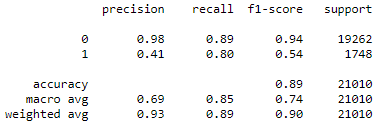 precision recall f1-score support
0 0.98 0.89 0.94 19262
1 0.41 0.80 0.54 1748
accuracy 0.89 21010
macro avg 0.69 0.85 0.74 21010
weighted avg 0.93 0.89 0.90 21010